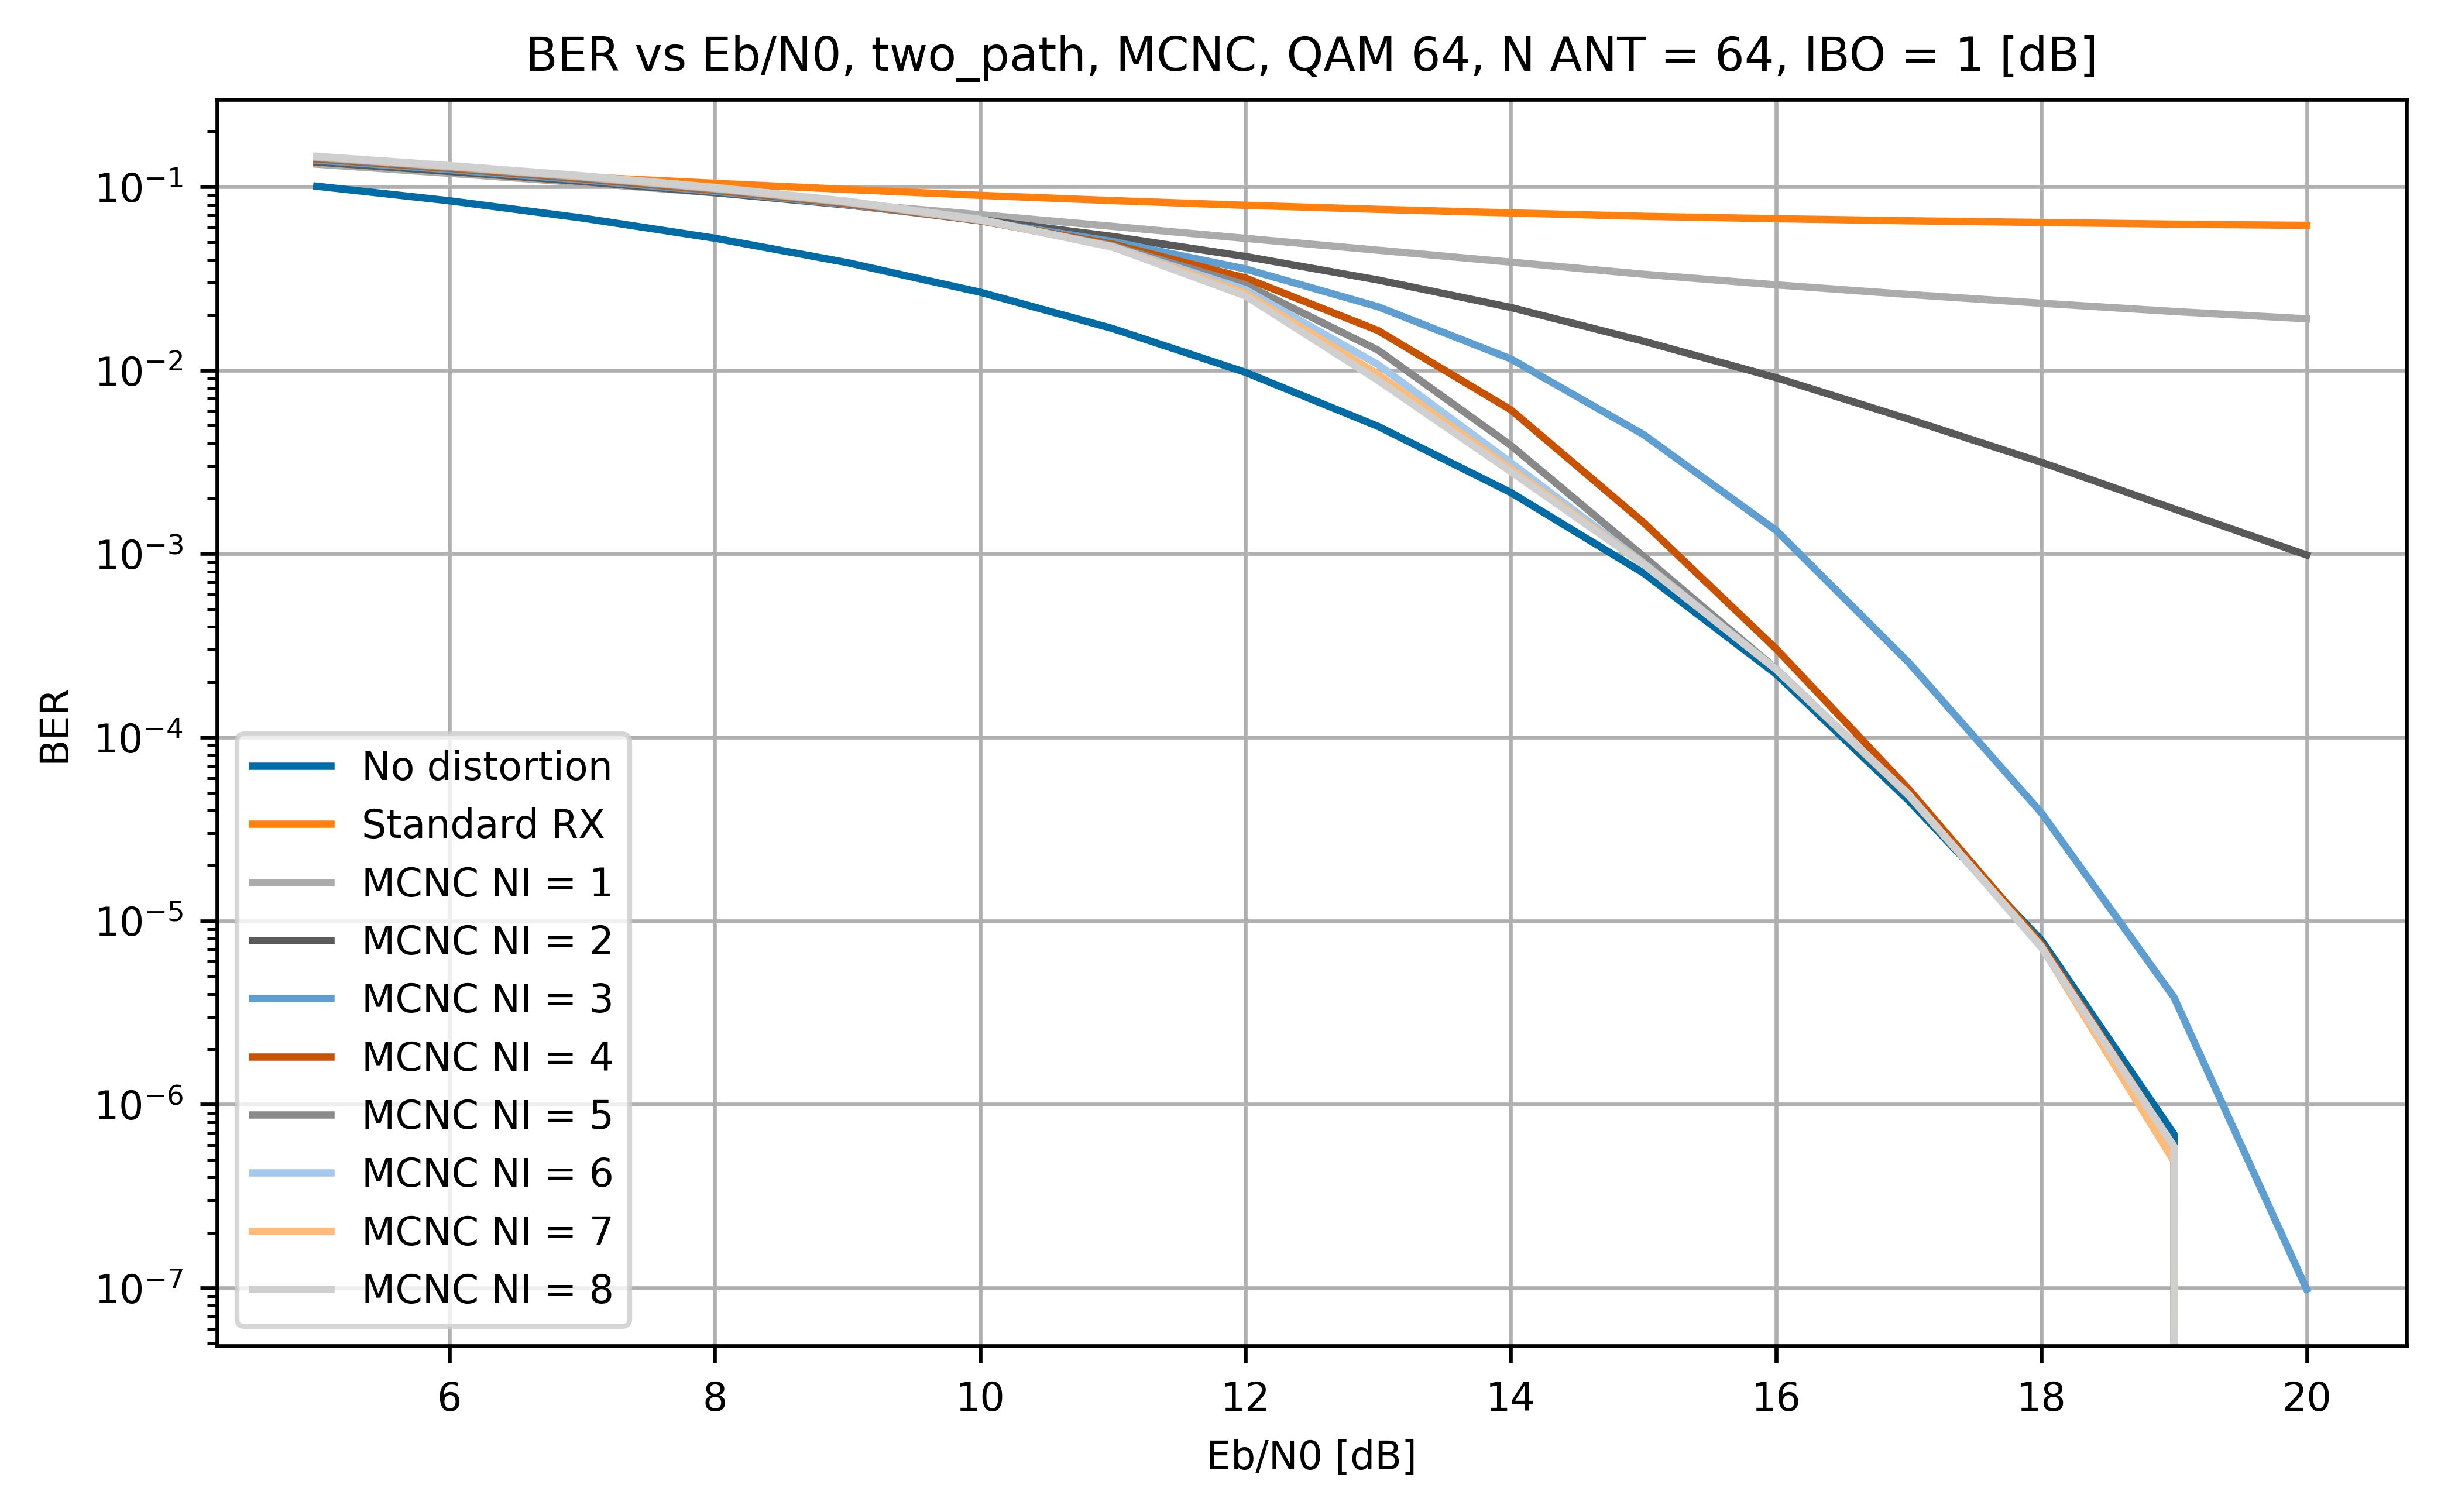 BER vs Eb/N0, two_path, MCNC, QAM 64, N ANT = 64, IBO = 1 [dB]
BER
10⁻¹
10⁻²
10⁻³
10⁻⁴
10⁻⁵
10⁻⁶
10⁻⁷
No distortion
Standard RX
MCNC NI = 1
MCNC NI = 2
MCNC NI = 3
MCNC NI = 4
MCNC NI = 5
MCNC NI = 6
MCNC NI = 7
MCNC NI = 8
6 8 10 12 14 16 18 20
Eb/N0 [dB]